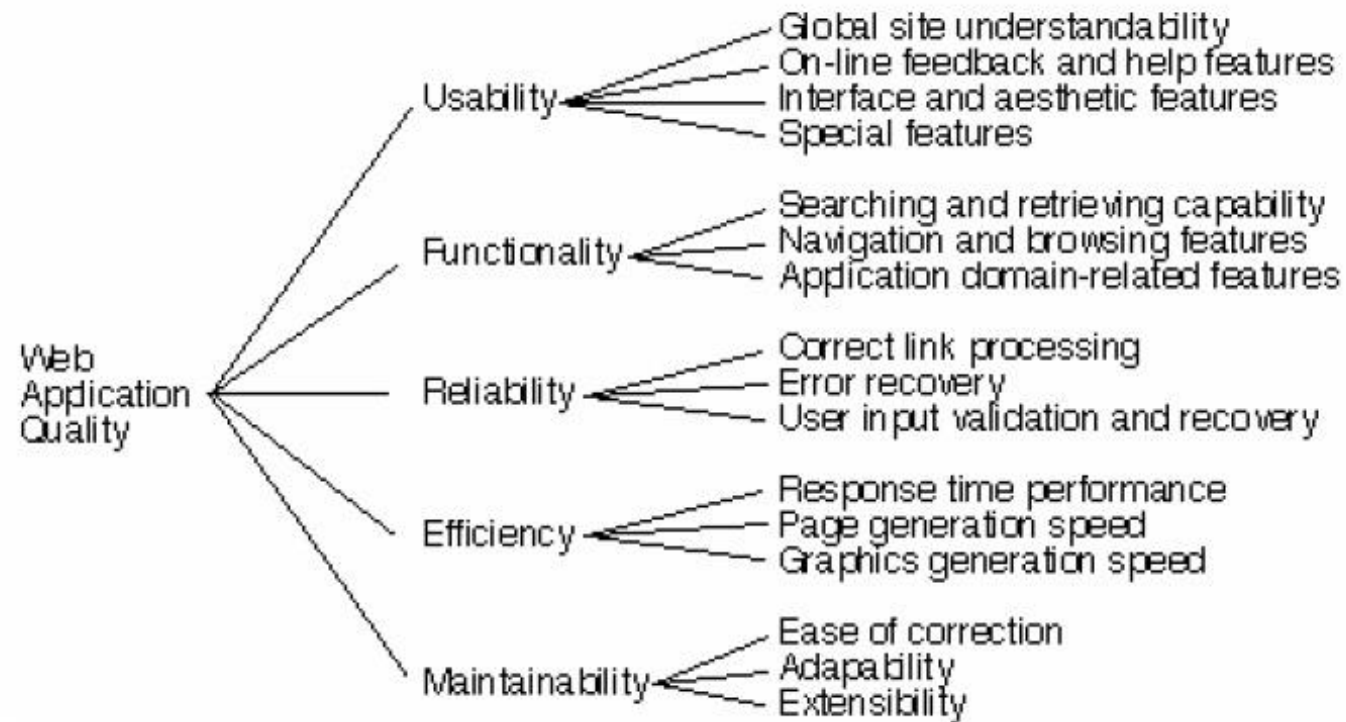 Web
Application
Quality
Usability
Global site understandability
On-line feedback and help features
Interface and aesthetic features
Special features
Functionality
Searching and retrieving capability
Navigation and browsing features
Application domain-related features
Reliability
Correct link processing
Error recovery
User input validation and recovery
Efficiency
Response time performance
Page generation speed
Graphics generation speed
Maintainability
Ease of correction
Adapability
Extensibility